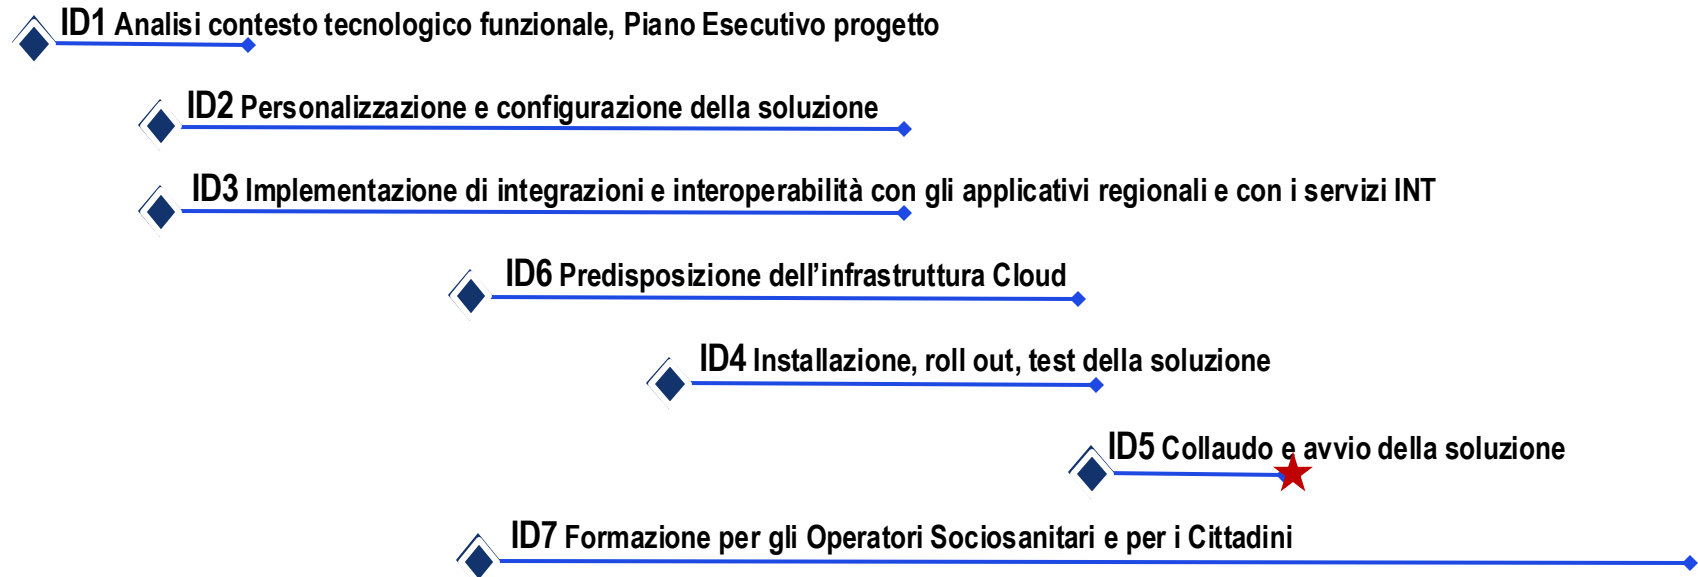 ID1 Analisi contesto tecnologico funzionale, Piano Esecutivo progetto
ID2 Personalizzazione e configurazione della soluzione
ID3 Implementazione di integrazioni e interoperabilità con gli applicativi regionali e con i servizi INT
ID6 Predisposizione dell’infrastruttura Cloud
ID4 Installazione, roll out, test della soluzione
ID5 Collaudo e avvio della soluzione
ID7 Formazione per gli Operatori Sociosanitari e per i Cittadini